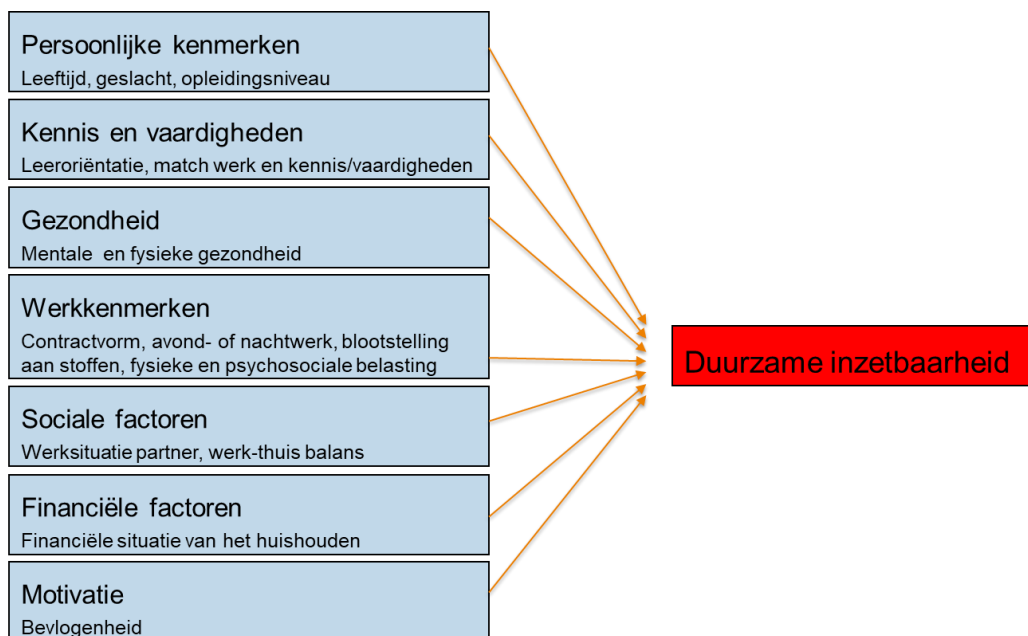 Persoonlijke kenmerken
Leeftijd, geslacht, opleidingsniveau
Kennis en vaardigheden
Leeroriëntatie, match werk en kennis/vaardigheden
Gezondheid
Mentale en fysieke gezondheid
Werkkenmerken
Contractvorm, avond- of nachtwerk, blootstelling
aan stoffen, fysieke en psychosociale belasting
Sociale factoren
Werksituatie partner, werk-thuis balans
Financiële factoren
Financiële situatie van het huishouden
Motivatie
Bevlogenheid
Duurzame inzetbaarheid